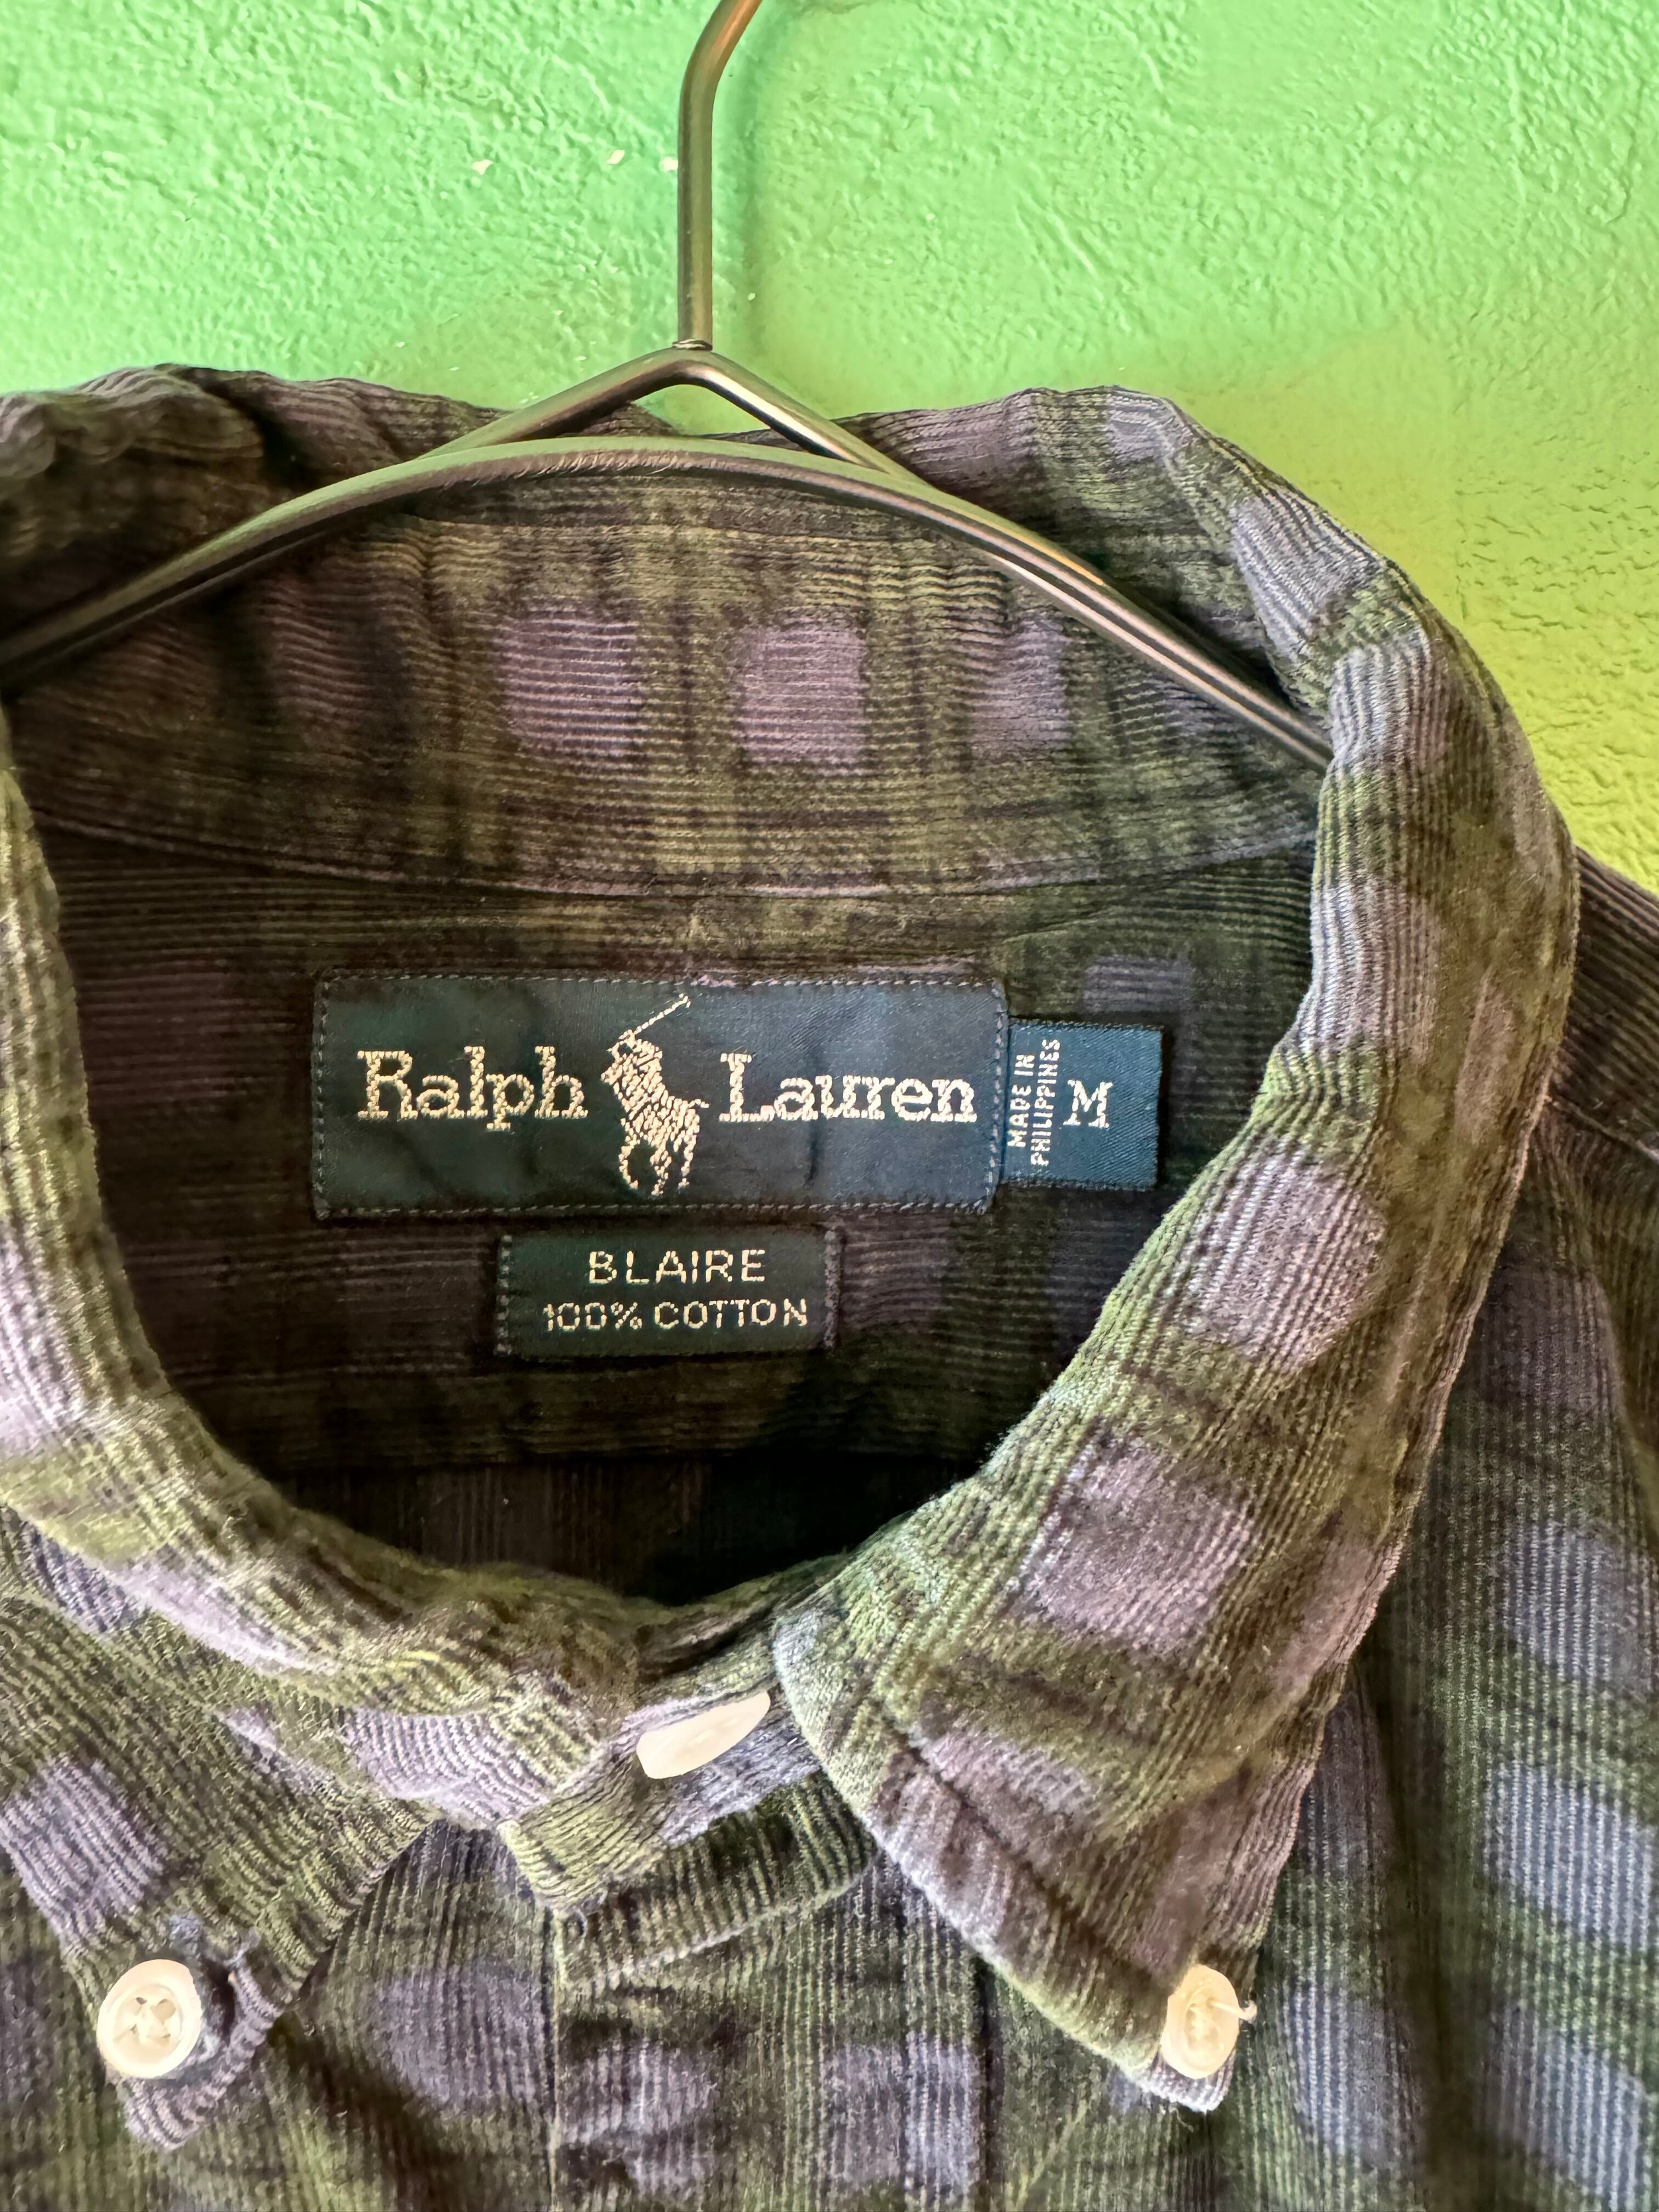 Ralph Lauren
MADE IN
PHILIPPINES
M
BLAIRE
100% COTTON